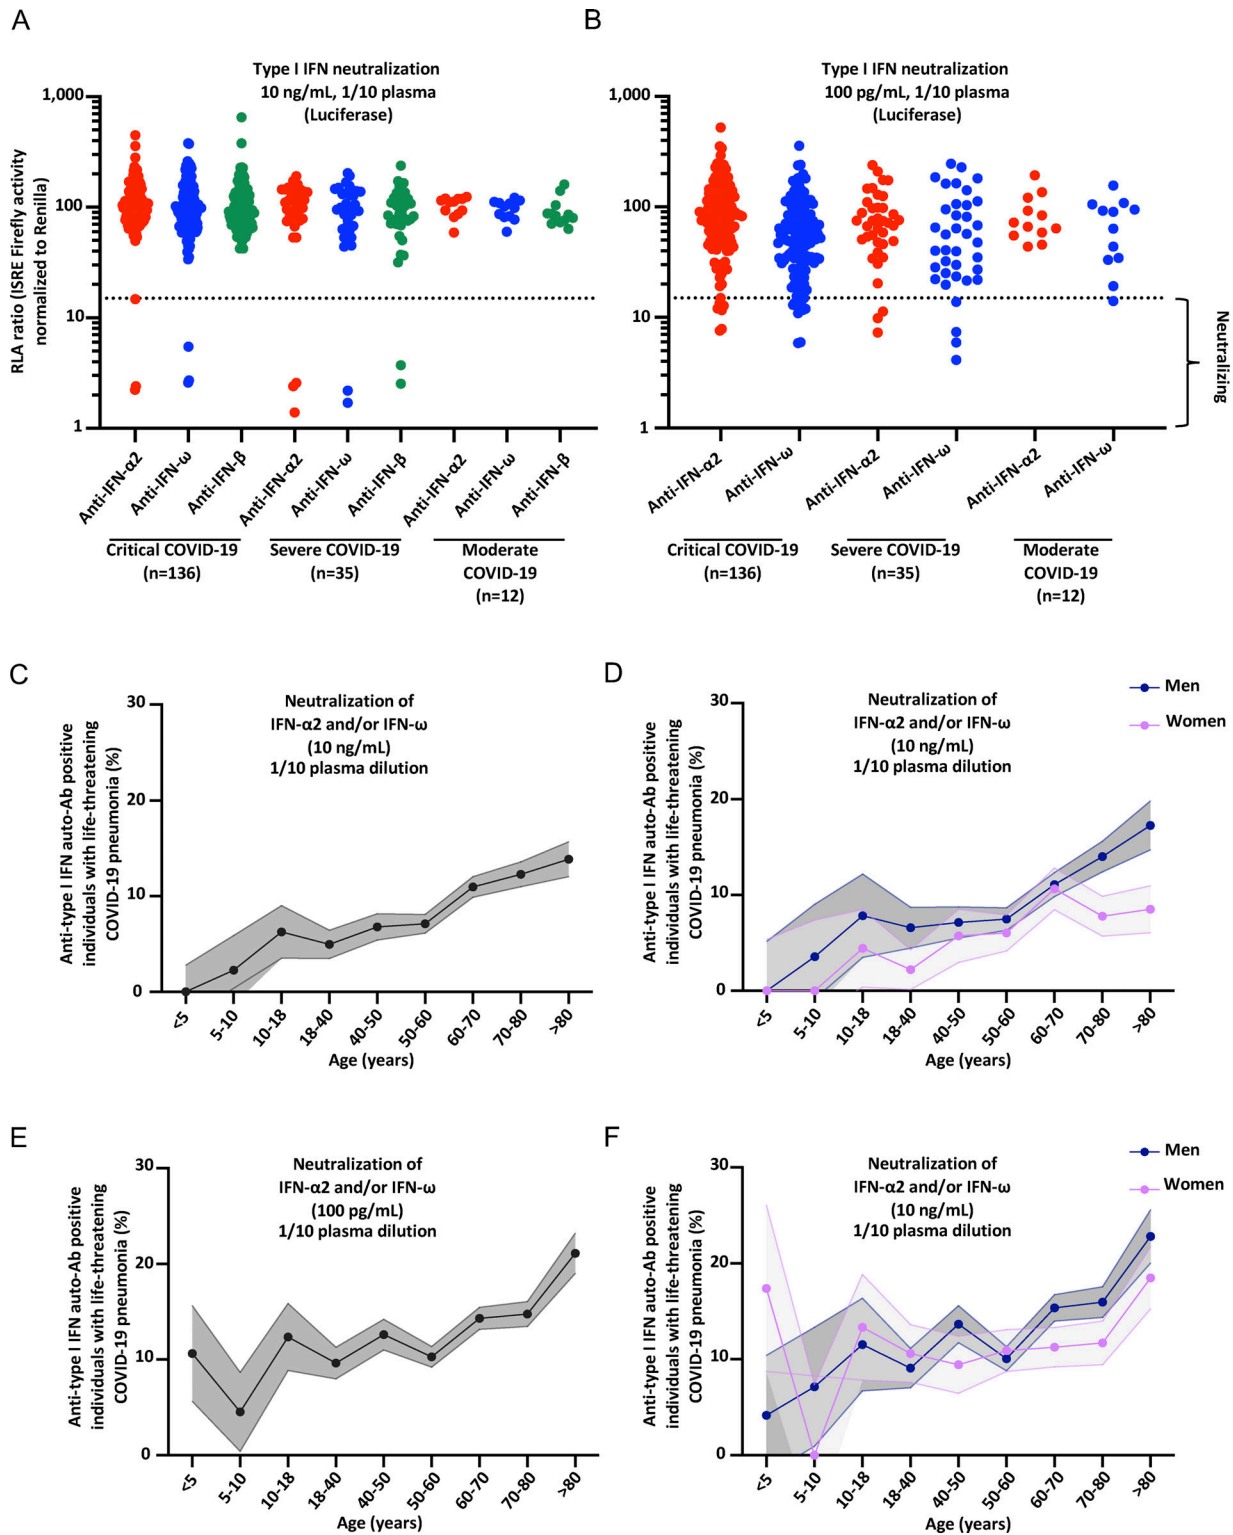 A
Type I IFN neutralization
10 ng/mL, 1/10 plasma
(Luciferase)
RLA ratio (ISRE Firefly activity
normalized to Renilla)
1,000
100
10
1
Anti-IFN-α2
Anti-IFN-ω
Anti-IFN-β
Anti-IFN-α2
Anti-IFN-ω
Anti-IFN-β
Anti-IFN-α2
Anti-IFN-ω
Anti-IFN-β
Critical COVID-19
(n=136)
Severe COVID-19
(n=35)
Moderate
COVID-19
(n=12)
B
Type I IFN neutralization
100 pg/mL, 1/10 plasma
(Luciferase)
1,000
100
10
1
Neutralizing
Anti-IFN-α2
Anti-IFN-ω
Anti-IFN-α2
Anti-IFN-ω
Anti-IFN-α2
Anti-IFN-ω
Critical COVID-19
(n=136)
Severe COVID-19
(n=35)
Moderate
COVID-19
(n=12)
C
Neutralization of
IFN-α2 and/or IFN-ω
(10 ng/mL)
1/10 plasma dilution
Anti-type I IFN auto-Ab positive
individuals with life-threatening
COVID-19 pneumonia (%)
30
20
10
0
<5
5-10
10-18
18-40
40-50
50-60
60-70
70-80
>80
Age (years)
D
Neutralization of
IFN-α2 and/or IFN-ω
(10 ng/mL)
1/10 plasma dilution
Men
Women
Anti-type I IFN auto-Ab positive
individuals with life-threatening
COVID-19 pneumonia (%)
30
20
10
0
<5
5-10
10-18
18-40
40-50
50-60
60-70
70-80
>80
Age (years)
E
Neutralization of
IFN-α2 and/or IFN-ω
(100 pg/mL)
1/10 plasma dilution
Anti-type I IFN auto-Ab positive
individuals with life-threatening
COVID-19 pneumonia (%)
30
20
10
0
<5
5-10
10-18
18-40
40-50
50-60
60-70
70-80
>80
Age (years)
F
Neutralization of
IFN-α2 and/or IFN-ω
(10 ng/mL)
1/10 plasma dilution
Men
Women
Anti-type I IFN auto-Ab positive
individuals with life-threatening
COVID-19 pneumonia (%)
30
20
10
0
<5
5-10
10-18
18-40
40-50
50-60
60-70
70-80
>80
Age (years)